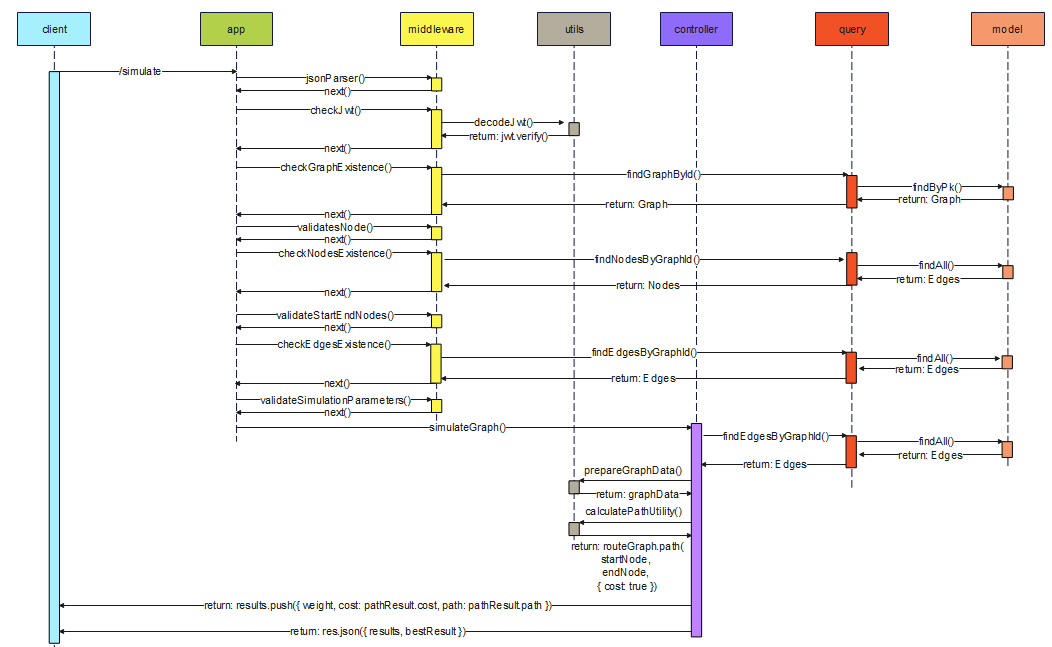 client
app
middleware
utils
controller
query
model
/simulate
jsonParser()
next()
checkJwt()
decodeJwt()
return: jwt.verify()
next()
checkGraphExistence()
findGraphById()
findByPk()
return: Graph
return: Graph
next()
validatesNode()
next()
checkNodesExistence()
findNodesByGraphId()
findAll()
return: Edges
return: Nodes
next()
validateStartEndNodes()
next()
checkEdgesExistence()
findEdgesByGraphId()
findAll()
return: Edges
return: Edges
next()
validateSimulationParameters()
next()
simulateGraph()
findEdgesByGraphId()
findAll()
return: Edges
return: Edges
prepareGraphData()
return: graphData
calculatePathUtility()
return: routeGraph.path(
startNode,
endNode,
{ cost: true })
return: results.push({ weight, cost: pathResult.cost, path: pathResult.path })
return: res.json({ results, bestResult })